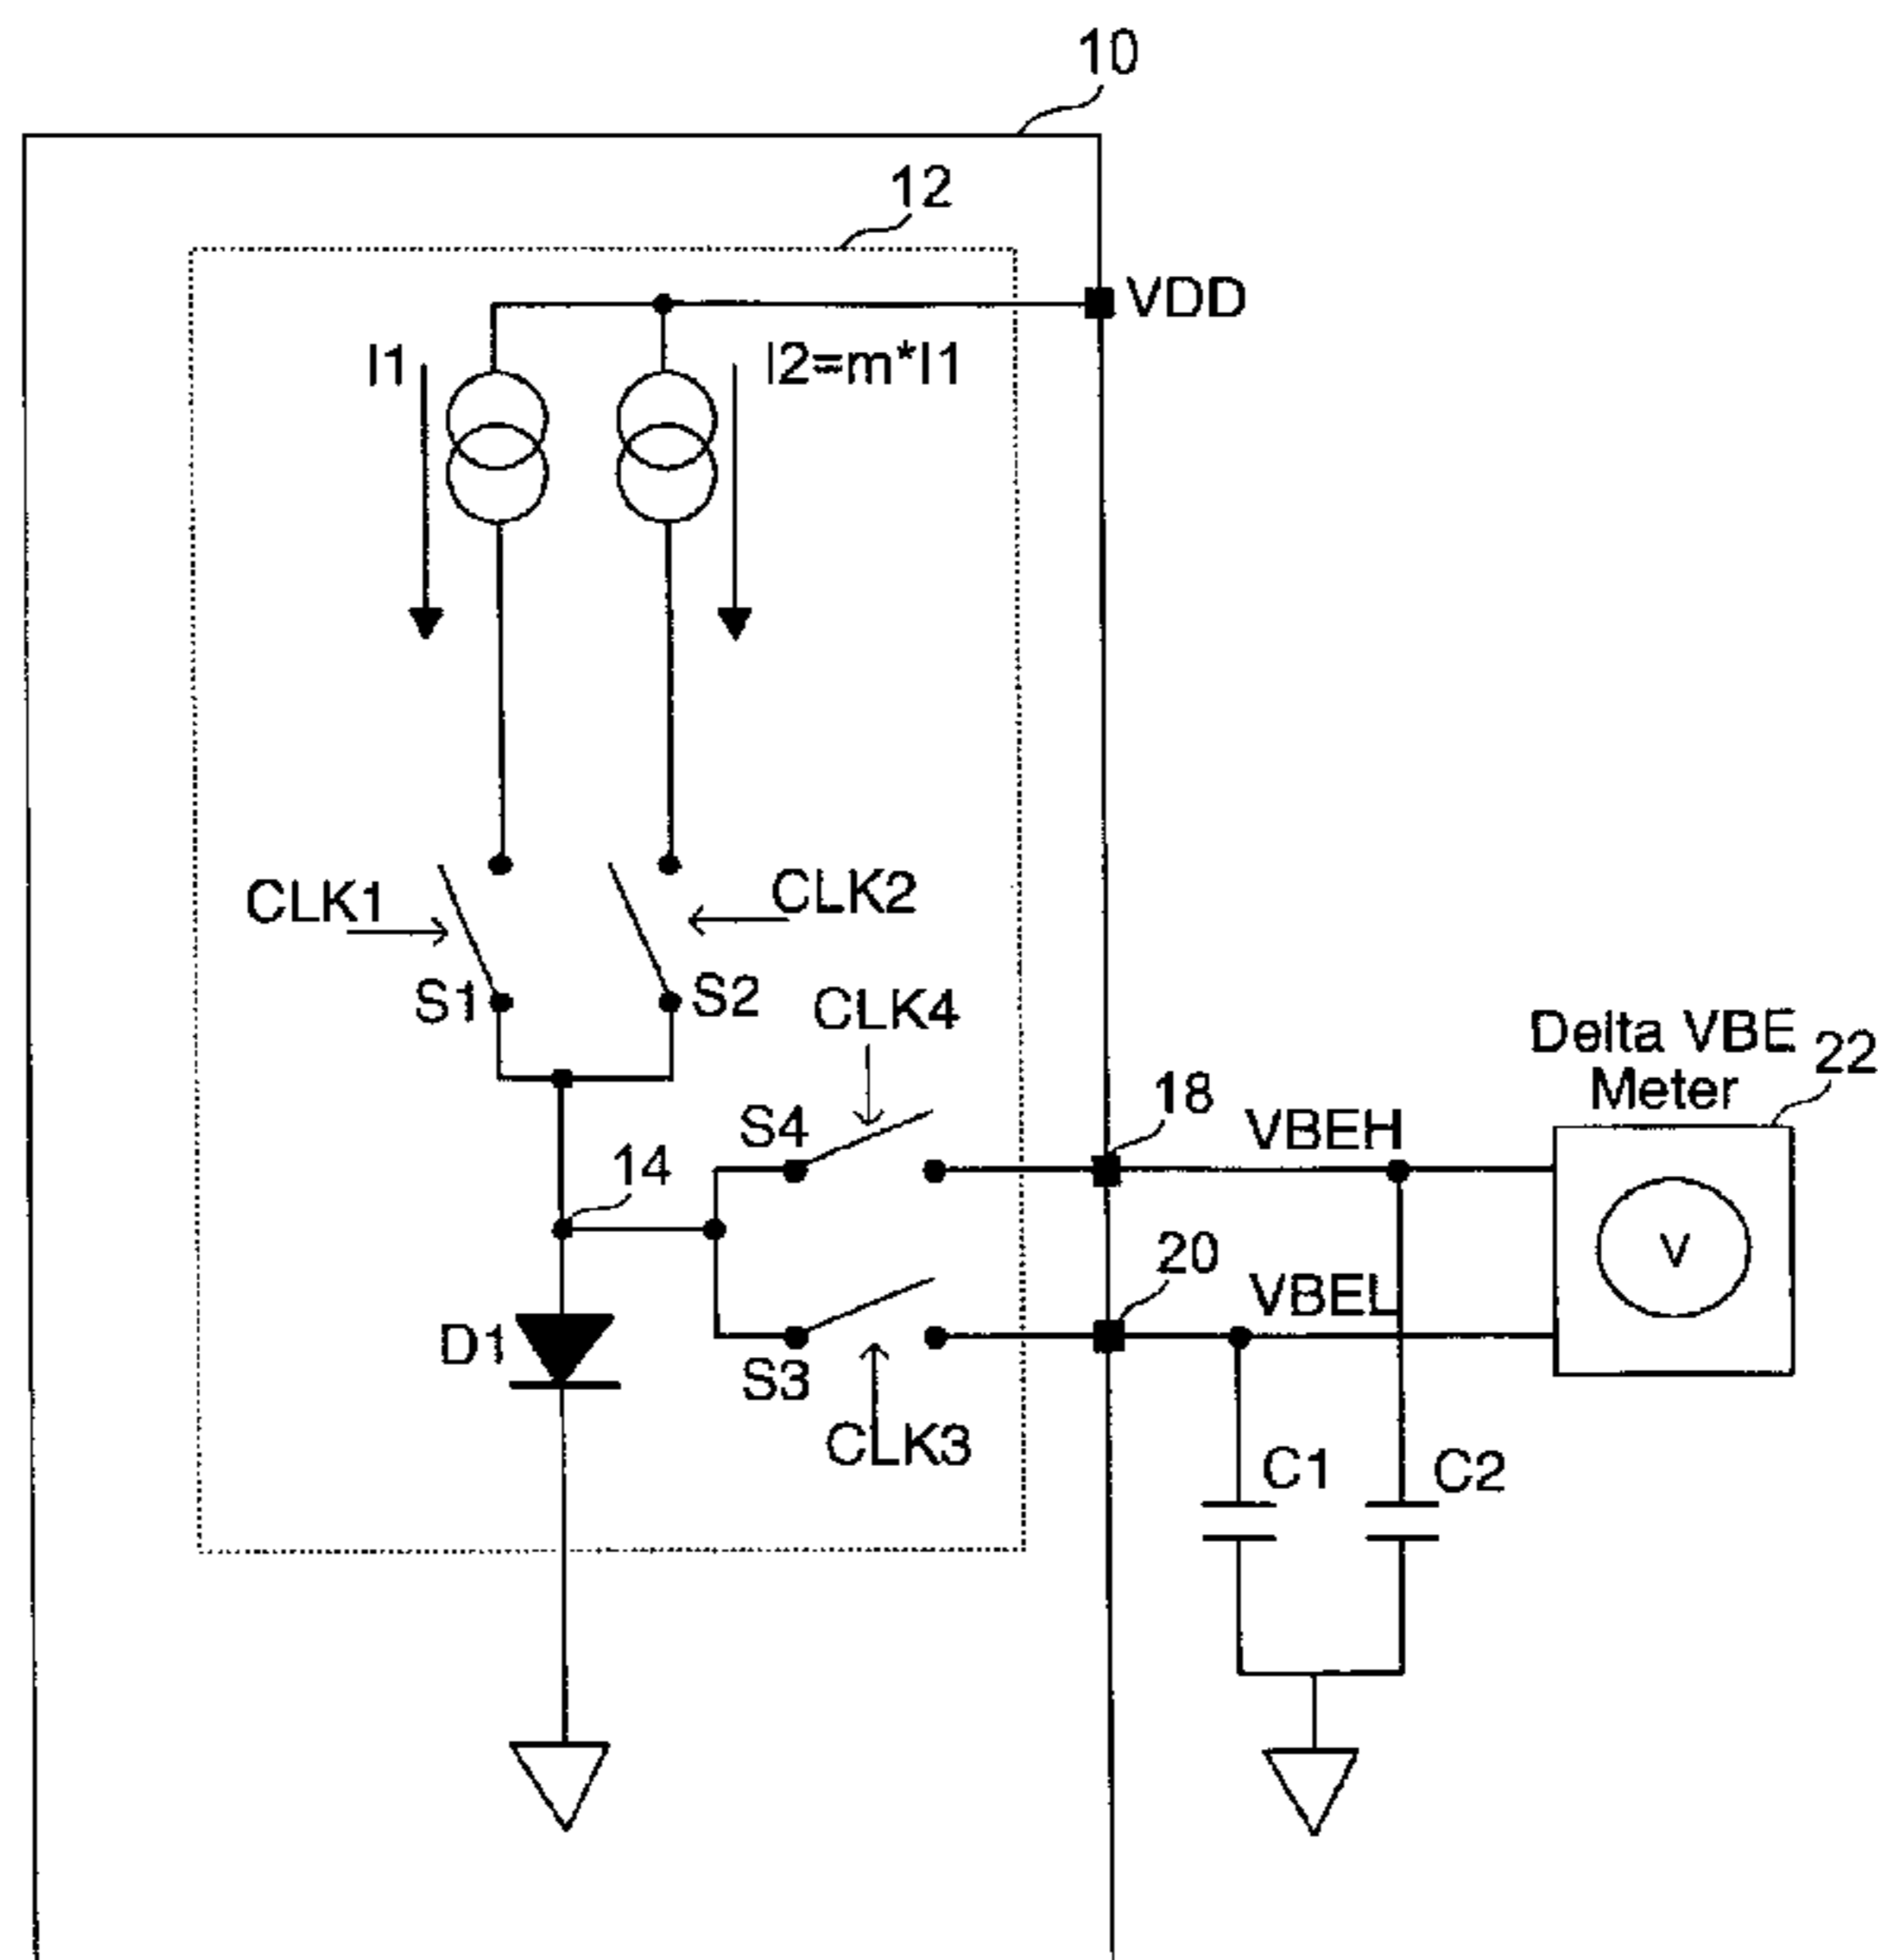 10
12
VDD
I1
I2=m*I1
CLK1
CLK2
S1
S2
CLK4
Delta VBE
Meter
22
S4
14
18
VBEH
V
20
VBEL
D1
S3
CLK3
C1
C2